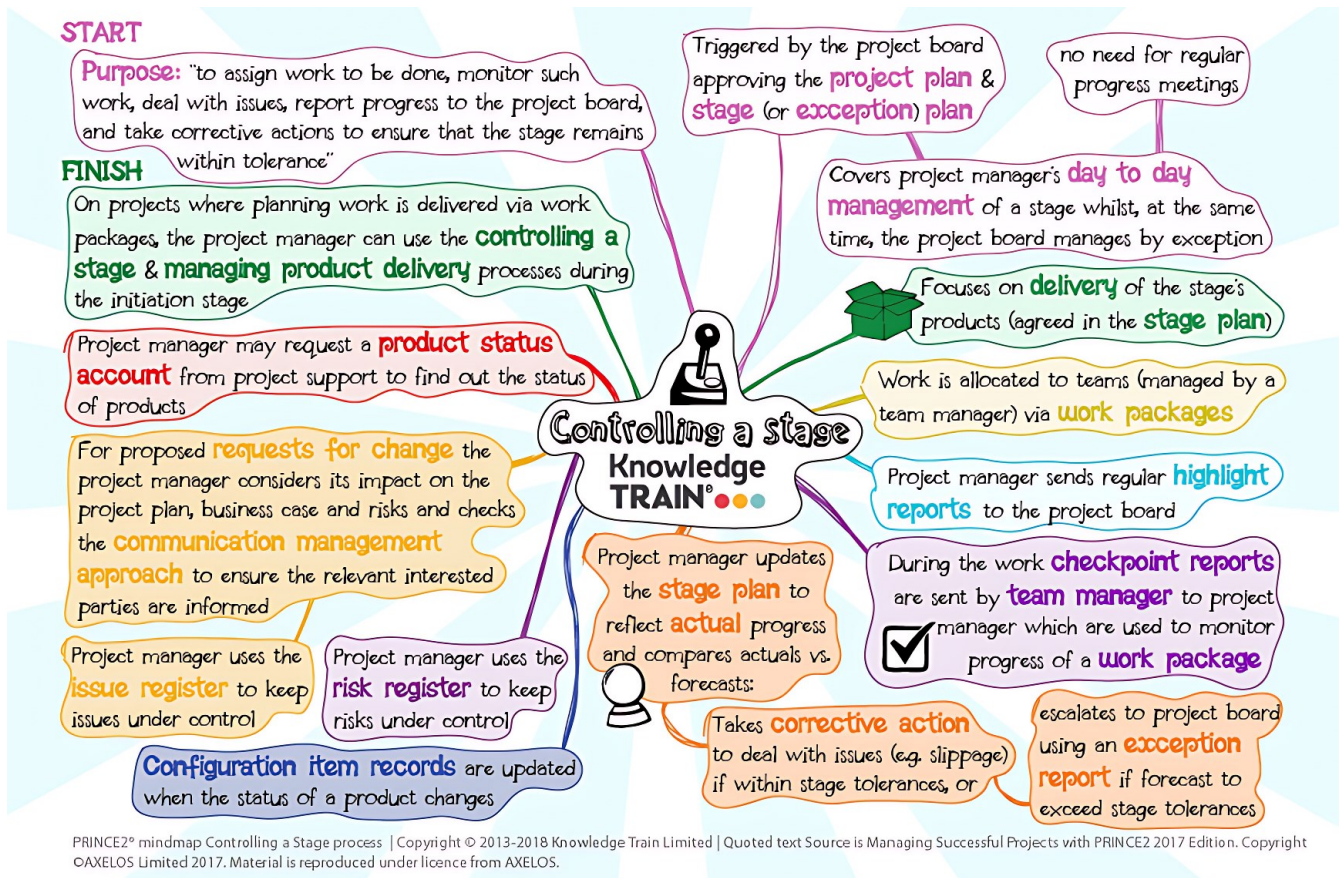 START
Purpose: "to assign work to be done, monitor such
work, deal with issues, report progress to the project board,
and take corrective actions to ensure that the stage remains
within tolerance"
Triggered by the project board
approving the project plan &
stage (or exception) plan
no need for regular
progress meetings
Covers project manager's day to day
management of a stage whilst, at the same
time, the project board manages by exception
Focuses on delivery of the stage's
products (agreed in the stage plan)
Work is allocated to teams (managed by a
team manager) via work packages
Project manager sends regular highlight
reports to the project board
During the work checkpoint reports
are sent by team manager to project
manager which are used to monitor
progress of a work package
Project manager updates
the stage plan to
reflect actual progress
and compares actuals vs.
forecasts:
Takes corrective action
to deal with issues (e.g. slippage)
if within stage tolerances, or
escalates to project board
using an exception
report if forecast to
exceed stage tolerances
Configuration item records are updated
when the status of a product changes
Project manager uses the
risk register to keep
risks under control
For proposed requests for change the
project manager considers its impact on the
project plan, business case and risks and checks
the communication management
approach to ensure the relevant interested
parties are informed
Project manager uses the
issue register to keep
issues under control
Project manager may request a product status
account from project support to find out the status
of products
FINISH
On projects where planning work is delivered via work
packages, the project manager can use the controlling a
stage & managing product delivery processes during
the initiation stage
Controlling a Stage
Knowledge
TRAIN®
PRINCE2® mindmap Controlling a Stage process | Copyright © 2013-2018 Knowledge Train Limited | Quoted text Source is Managing Successful Projects with PRINCE2 2017 Edition. Copyright
©AXELOS Limited 2017. Material is reproduced under licence from AXELOS.